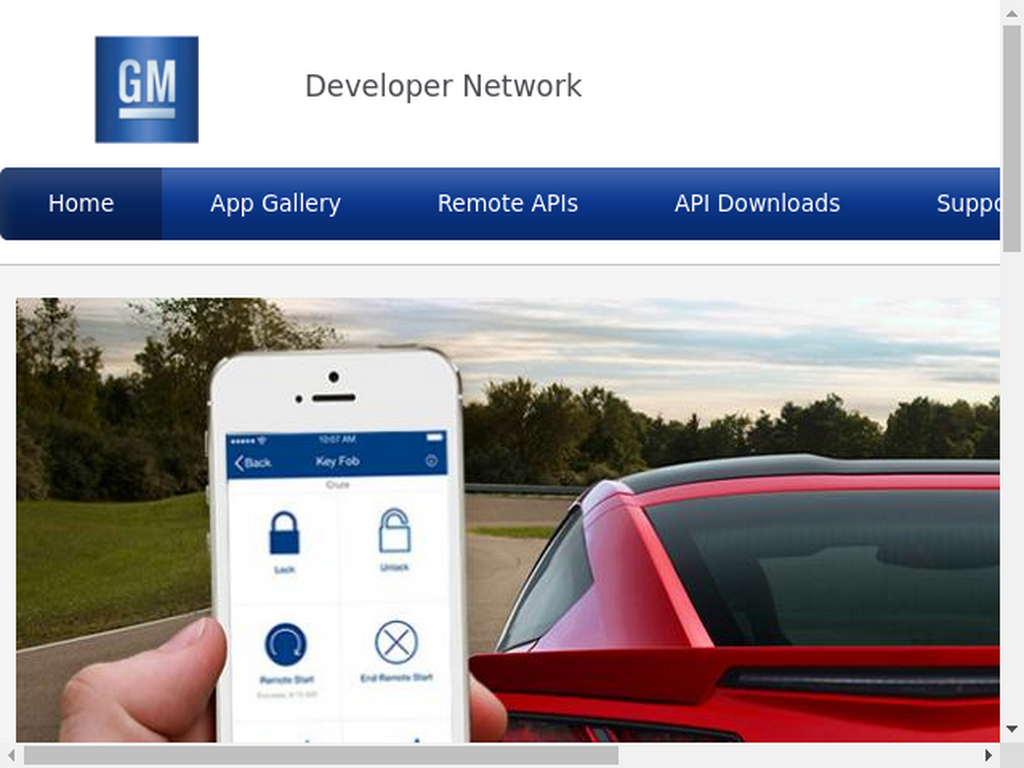 GM
Developer Network
Home App Gallery Remote APIs API Downloads Suppo
10:07 AM
Back Key Fob
Cruze
Lock Unlock
Remote Start End Remote Start